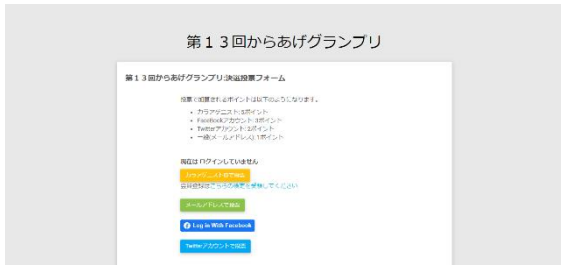 第１３回からあげグランプリ
第１３回からあげグランプリ:決選投票フォーム
投票で加算されるポイントは以下のようになります。
カラアゲニスト:5ポイント
Facebookアカウント:3ポイント
Twitterアカウント:2ポイント
一般(メールアドレス):1ポイント
現在はログインしていません
カラアゲニストIDで投票
会員登録はこちらの検定を受験してください
メールアドレスで投票
Log in With Facebook
Twitterアカウントで投票